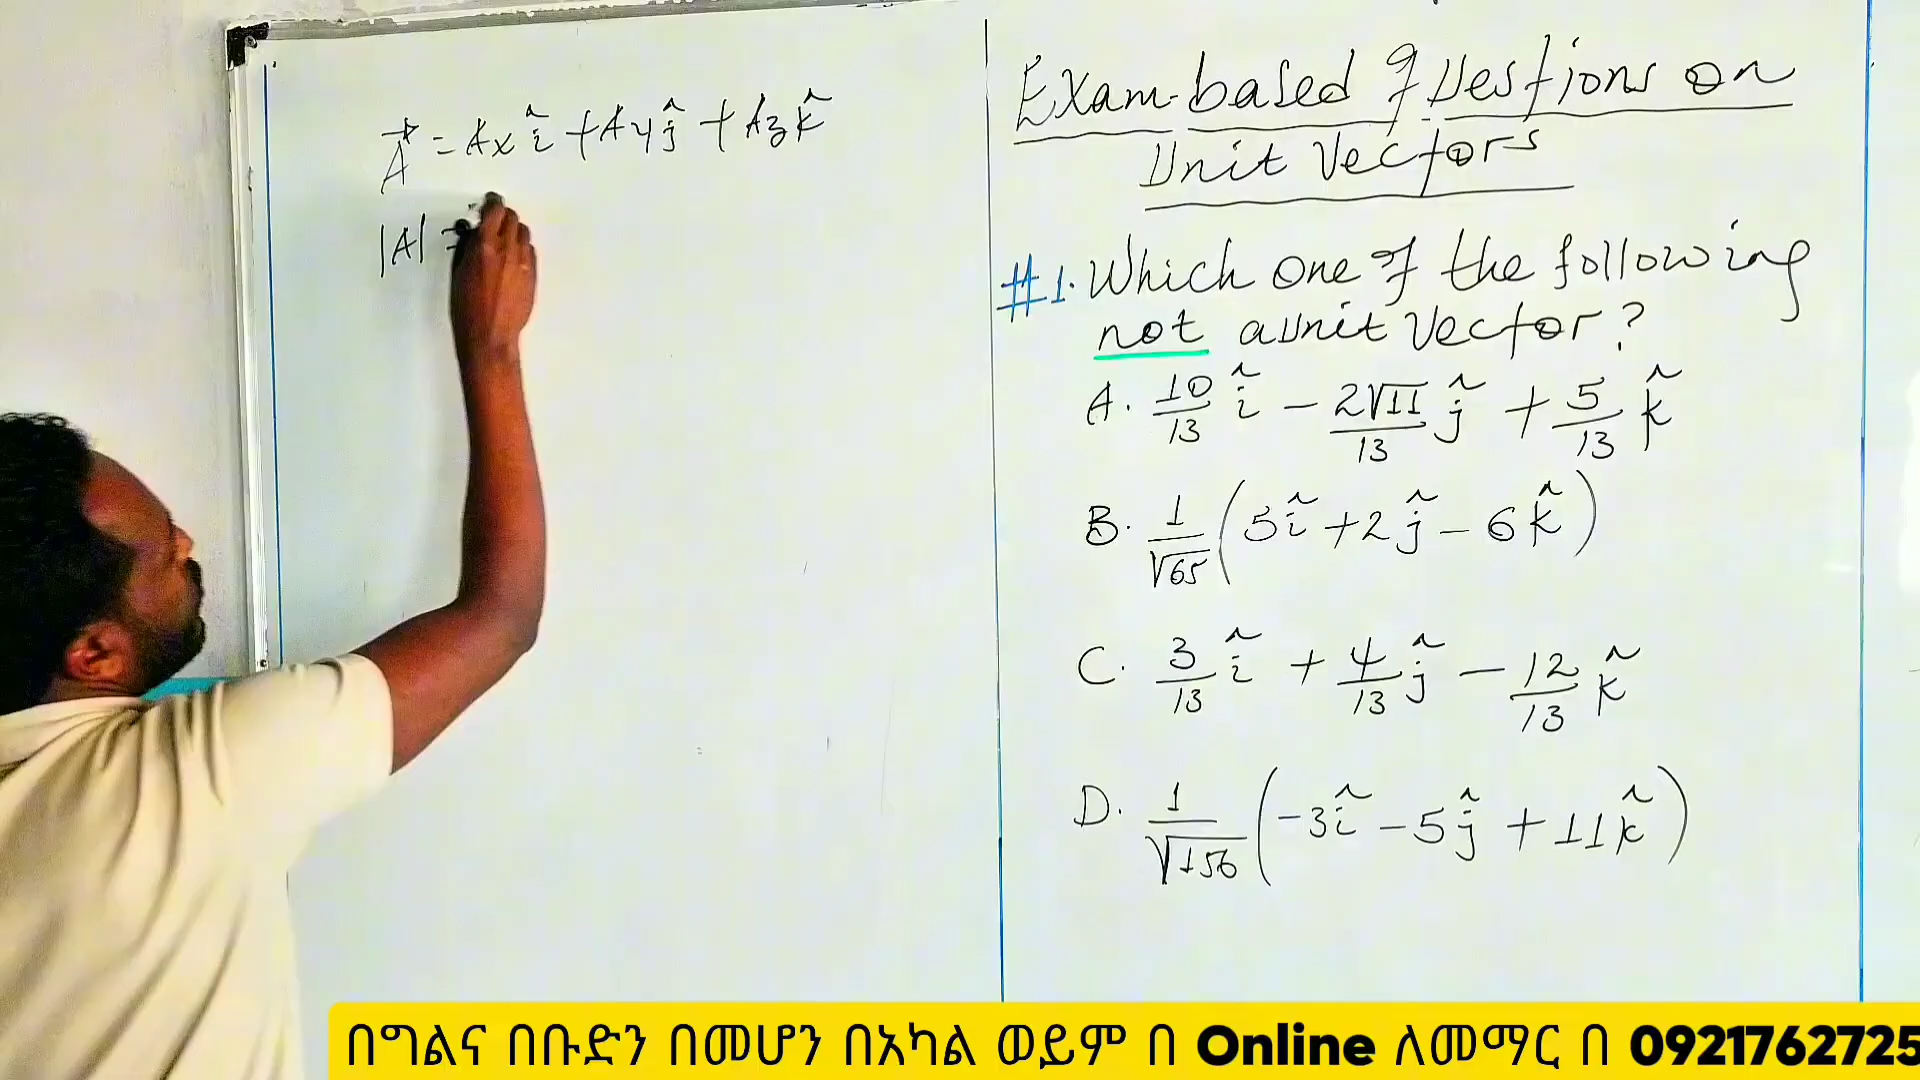 A⃗ = Ax î + Ay ĵ + Az k̂
|A| =
Exam-based questions on
Unit Vectors
#1. Which one of the following
not a unit vector?
A. 10/13 î − 2√11/13 ĵ + 5/13 k̂
B. 1/√65 (5î + 2ĵ − 6k̂)
C. 3/13 î + 4/13 ĵ − 12/13 k̂
D. 1/√156 (−3î − 5ĵ + 11k̂)
በግልና በቡድን በመሆን በአካል ወይም በ Online ለመማር በ 0921762725